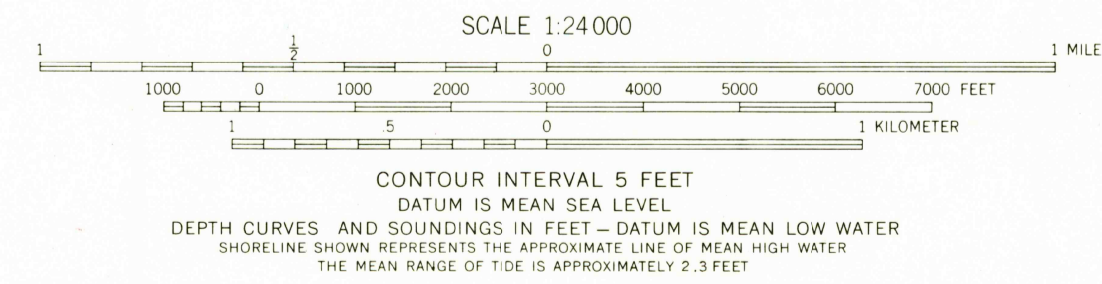 SCALE 1:24 000
1 ½ 0 1 MILE
1000 0 1000 2000 3000 4000 5000 6000 7000 FEET
1 .5 0 1 KILOMETER
CONTOUR INTERVAL 5 FEET
DATUM IS MEAN SEA LEVEL
DEPTH CURVES AND SOUNDINGS IN FEET — DATUM IS MEAN LOW WATER
SHORELINE SHOWN REPRESENTS THE APPROXIMATE LINE OF MEAN HIGH WATER
THE MEAN RANGE OF TIDE IS APPROXIMATELY 2.3 FEET